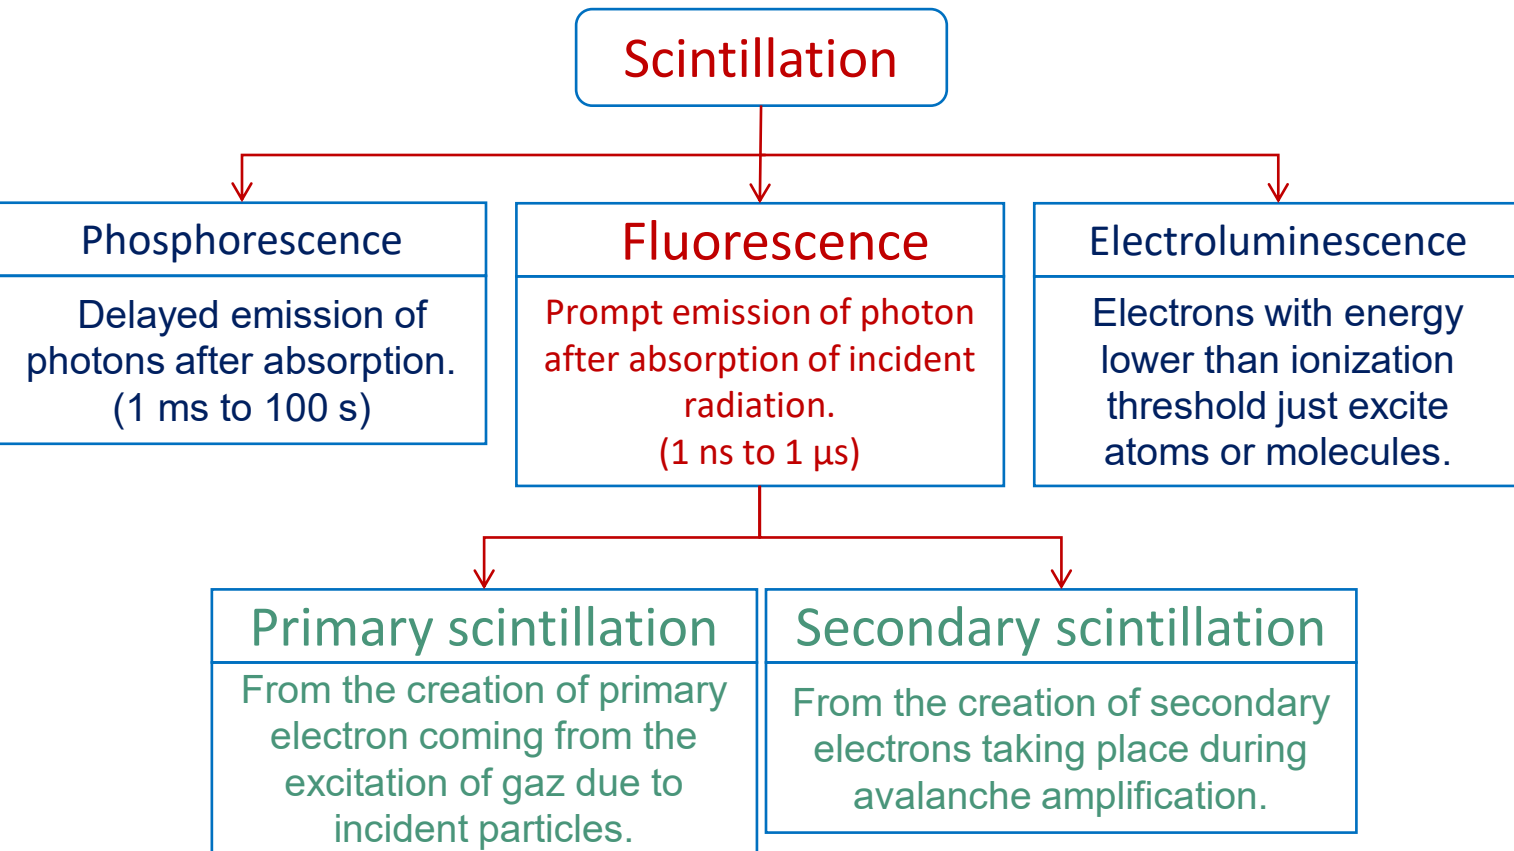 Scintillation
Phosphorescence
Delayed emission of
photons after absorption.
(1 ms to 100 s)
Fluorescence
Prompt emission of photon
after absorption of incident
radiation.
(1 ns to 1 µs)
Electroluminescence
Electrons with energy
lower than ionization
threshold just excite
atoms or molecules.
Primary scintillation
From the creation of primary
electron coming from the
excitation of gaz due to
incident particles.
Secondary scintillation
From the creation of secondary
electrons taking place during
avalanche amplification.